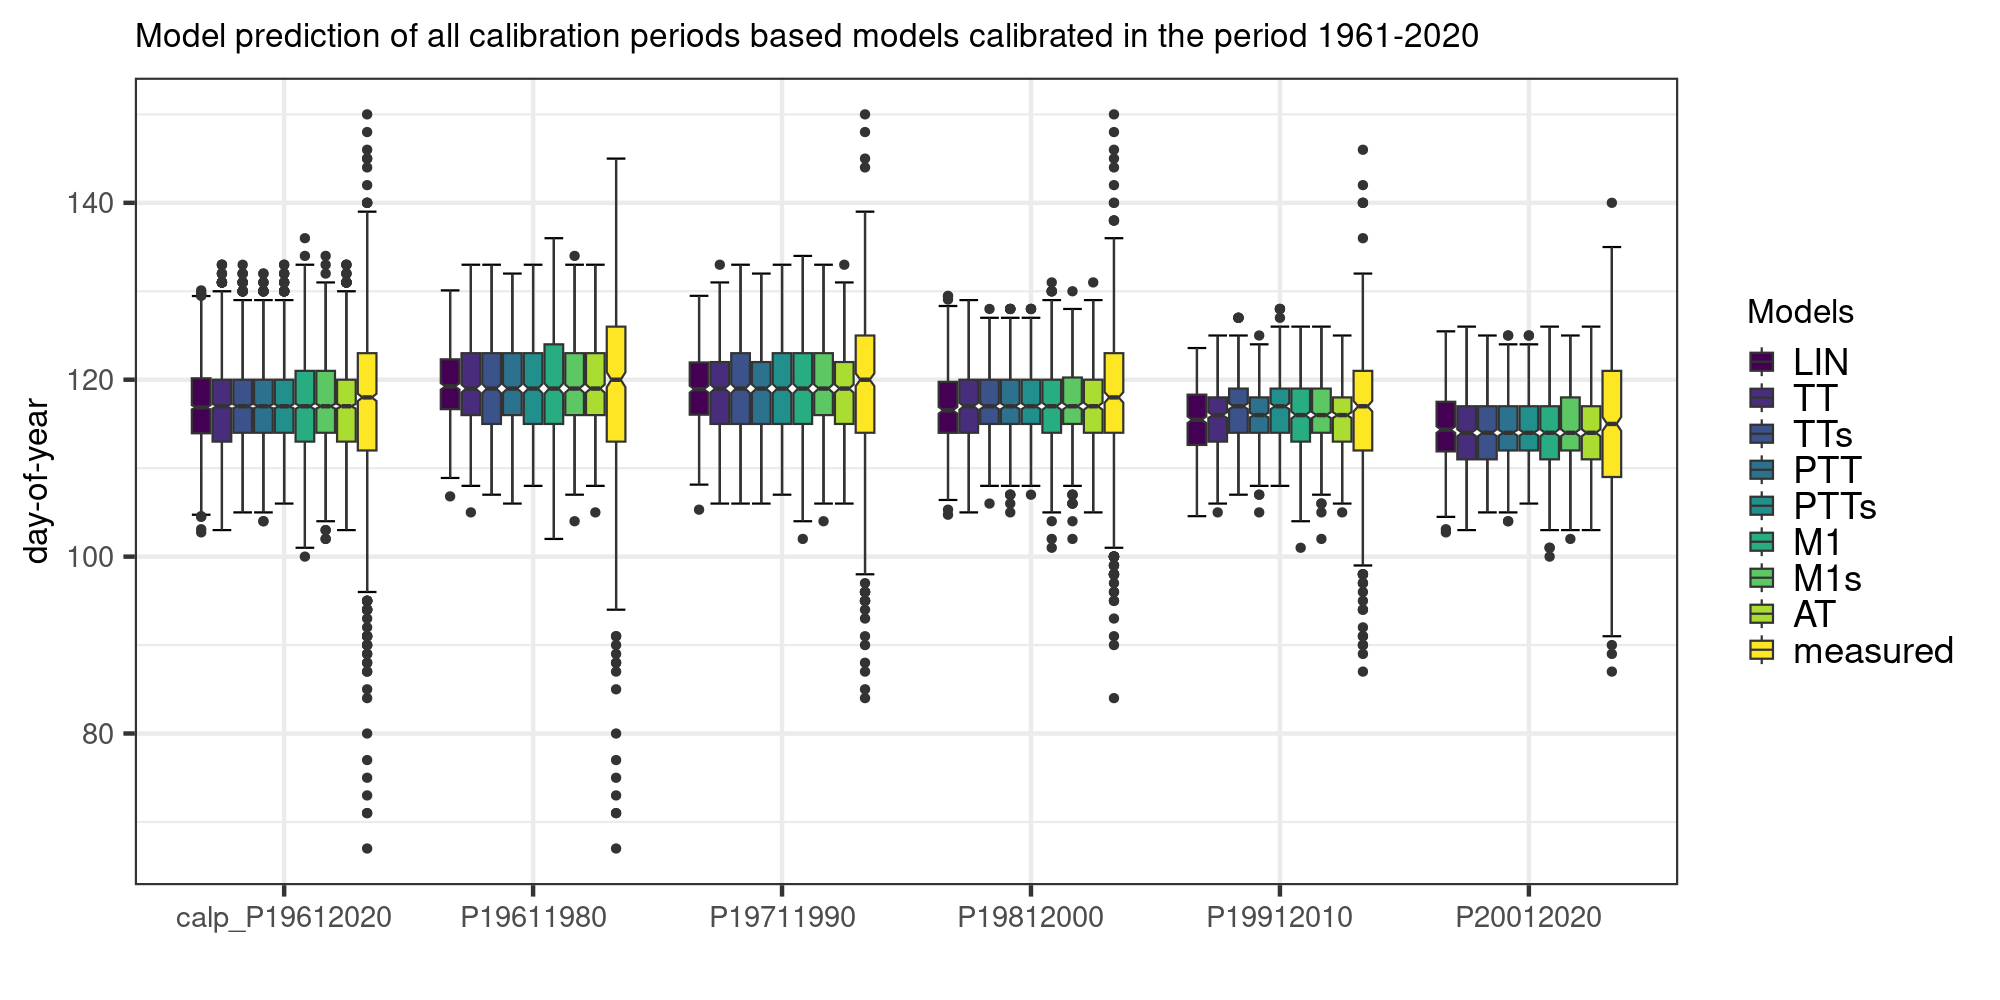 Model prediction of all calibration periods based models calibrated in the period 1961-2020
day-of-year
140
120
100
80
calp_P19612020 P19611980 P19711990 P19812000 P19912010 P20012020
Models
LIN
TT
TTs
PTT
PTTs
M1
M1s
AT
measured